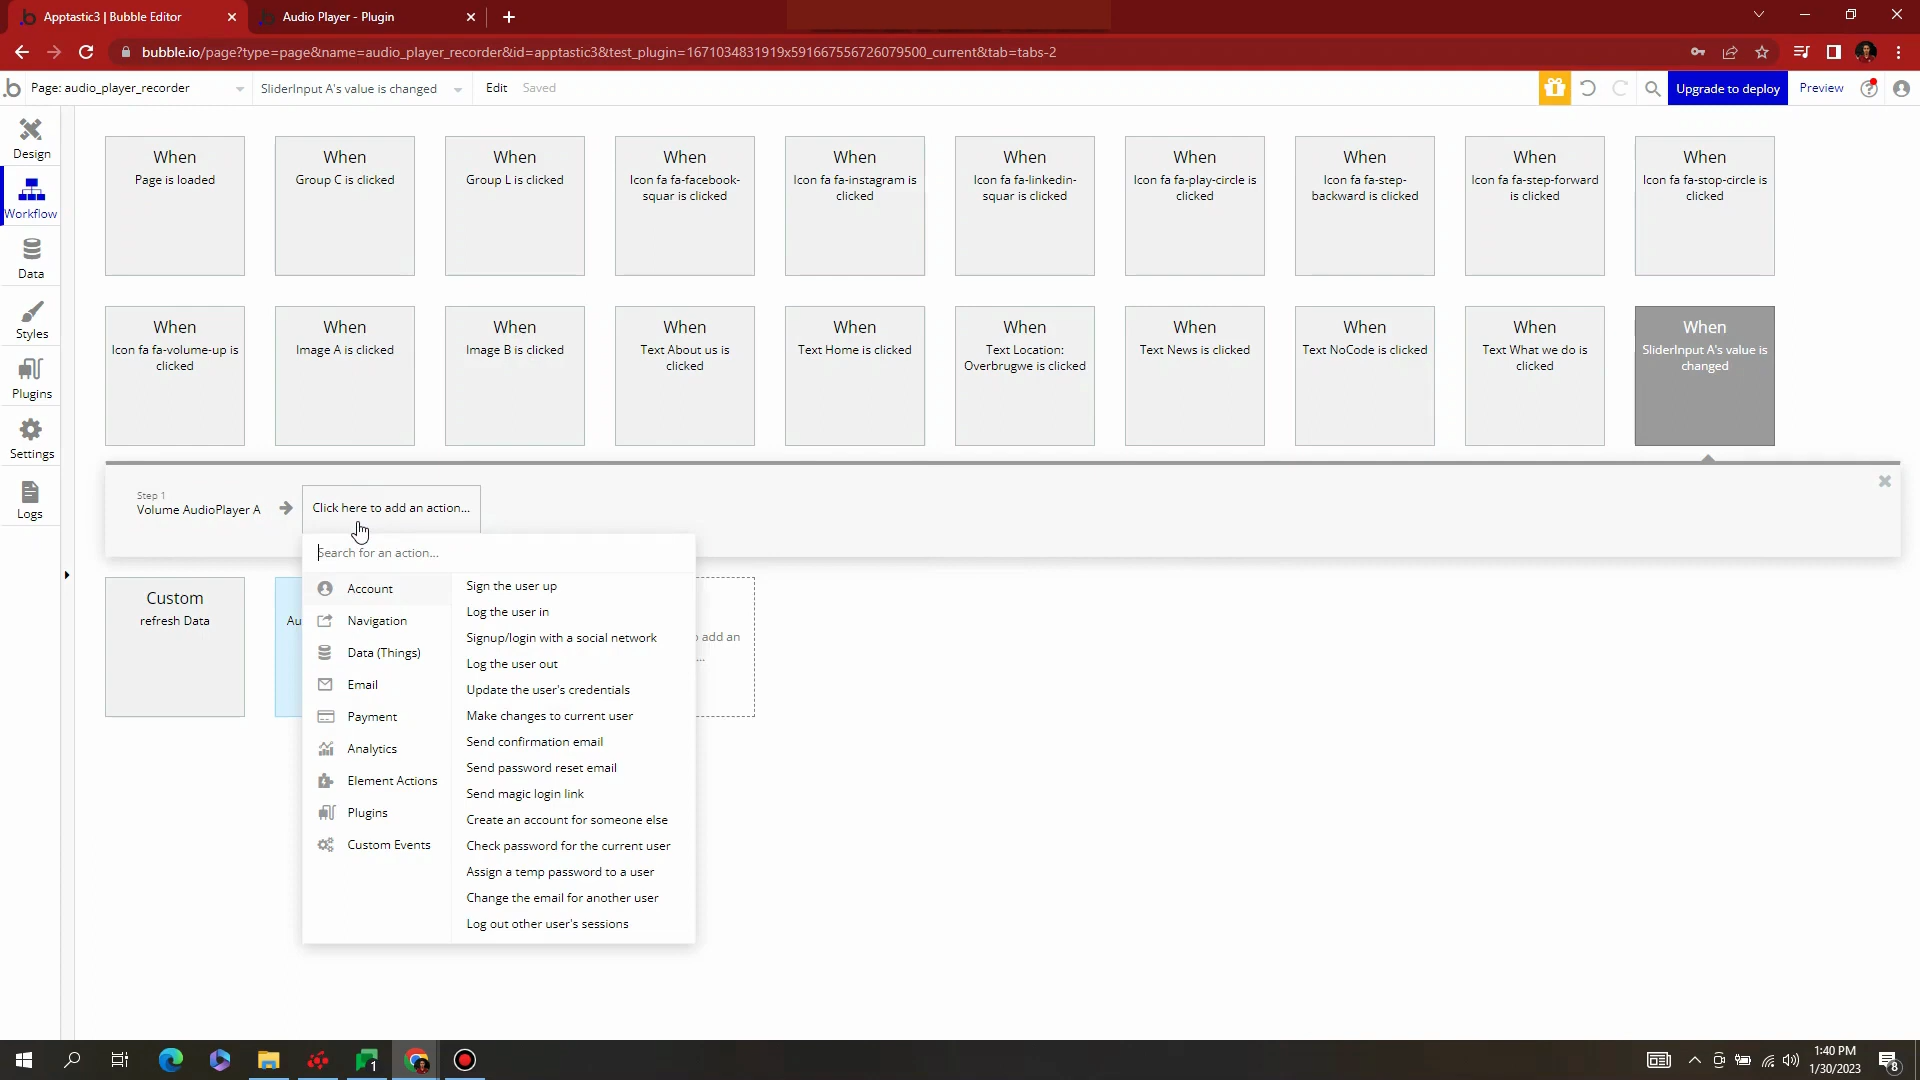 Apptastic3 | Bubble Editor
Audio Player - Plugin
bubble.io/page?type=page&name=audio_player_recorder&id=apptastic3&test_plugin=1671034831919x591667556726079500_current&tab=tabs-2
Page: audio_player_recorder
SliderInput A's value is changed
Edit
Saved
Upgrade to deploy
Preview
Design
Workflow
Data
Styles
Plugins
Settings
Logs
When
Page is loaded
When
Group C is clicked
When
Group L is clicked
When
Icon fa fa-facebook-
squar is clicked
When
Icon fa fa-instagram is
clicked
When
Icon fa fa-linkedin-
squar is clicked
When
Icon fa fa-play-circle is
clicked
When
Icon fa fa-step-
backward is clicked
When
Icon fa fa-step-forward
is clicked
When
Icon fa fa-stop-circle is
clicked
When
Icon fa fa-volume-up is
clicked
When
Image A is clicked
When
Image B is clicked
When
Text About us is
clicked
When
Text Home is clicked
When
Text Location:
Overbrugwe is clicked
When
Text News is clicked
When
Text NoCode is clicked
When
Text What we do is
clicked
When
SliderInput A's value is
changed
Step 1
Volume AudioPlayer A
Click here to add an action...
Search for an action...
Account
Navigation
Data (Things)
Email
Payment
Analytics
Element Actions
Plugins
Custom Events
Sign the user up
Log the user in
Signup/login with a social network
Log the user out
Update the user's credentials
Make changes to current user
Send confirmation email
Send password reset email
Send magic login link
Create an account for someone else
Check password for the current user
Assign a temp password to a user
Change the email for another user
Log out other user's sessions
Custom
refresh Data
Au
add an
...
1
1:40 PM
1/30/2023
8